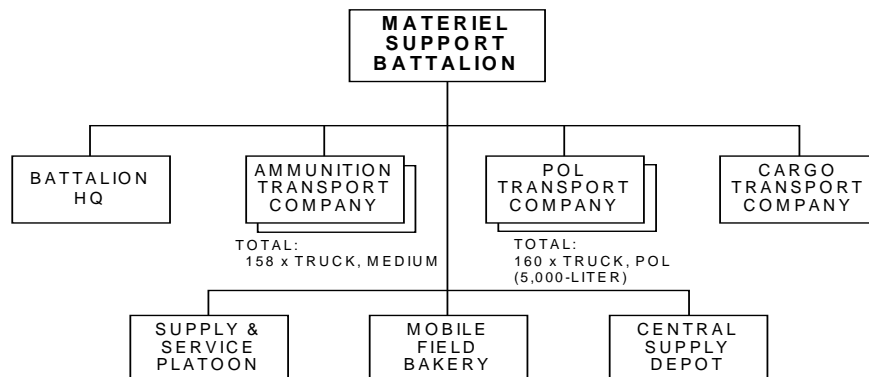 MATERIEL
SUPPORT
BATTALION
BATTALION
HQ
AMMUNITION
TRANSPORT
COMPANY
TOTAL:
158 x TRUCK, MEDIUM
POL
TRANSPORT
COMPANY
TOTAL:
160 x TRUCK, POL
(5,000-LITER)
CARGO
TRANSPORT
COMPANY
SUPPLY &
SERVICE
PLATOON
MOBILE
FIELD
BAKERY
CENTRAL
SUPPLY
DEPOT